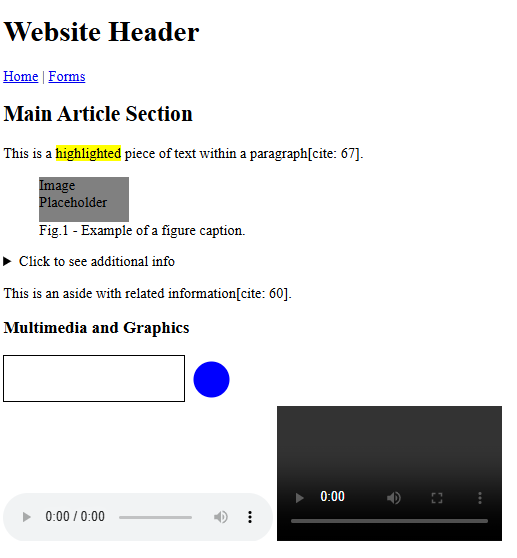 Website Header
Home | Forms
Main Article Section
This is a highlighted piece of text within a paragraph[cite: 67].
Image
Placeholder
Fig.1 - Example of a figure caption.
Click to see additional info
This is an aside with related information[cite: 60].
Multimedia and Graphics
0:00
0:00 / 0:00